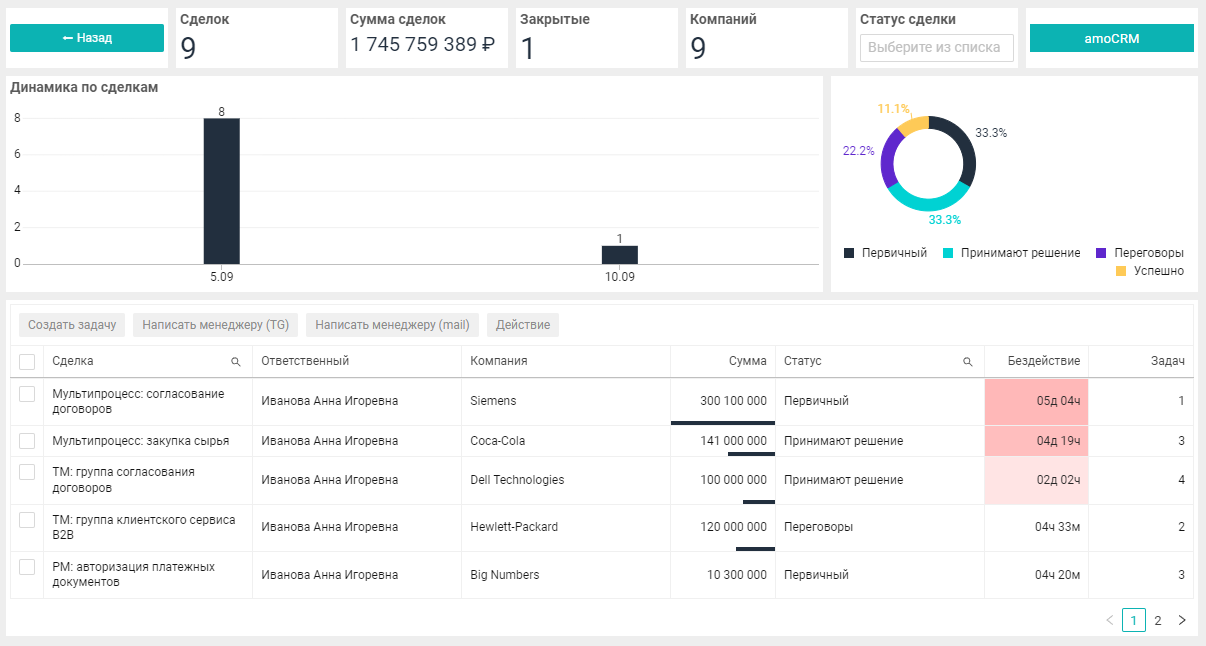 ← Назад
Сделок
9
Сумма сделок
1 745 759 389 ₽
Закрытые
1
Компаний
9
Статус сделки
Выберите из списка
amoCRM
Динамика по сделкам
8
6
4
2
0
8
1
5.09
10.09
11.1%
33.3%
22.2%
33.3%
Первичный Принимают решение Переговоры
Успешно
Создать задачу Написать менеджеру (TG) Написать менеджеру (mail) Действие
Сделка Ответственный Компания Сумма Статус Бездействие Задач
Мультипроцесс: согласование
договоров
Иванова Анна Игоревна Siemens 300 100 000 Первичный 05д 04ч 1
Мультипроцесс: закупка сырья Иванова Анна Игоревна Coca-Cola 141 000 000 Принимают решение 04д 19ч 3
ТМ: группа согласования
договоров
Иванова Анна Игоревна Dell Technologies 100 000 000 Принимают решение 02д 02ч 4
ТМ: группа клиентского сервиса
B2B
Иванова Анна Игоревна Hewlett-Packard 120 000 000 Переговоры 04ч 33м 2
РМ: авторизация платежных
документов
Иванова Анна Игоревна Big Numbers 10 300 000 Первичный 04ч 20м 3
< 1 2 >